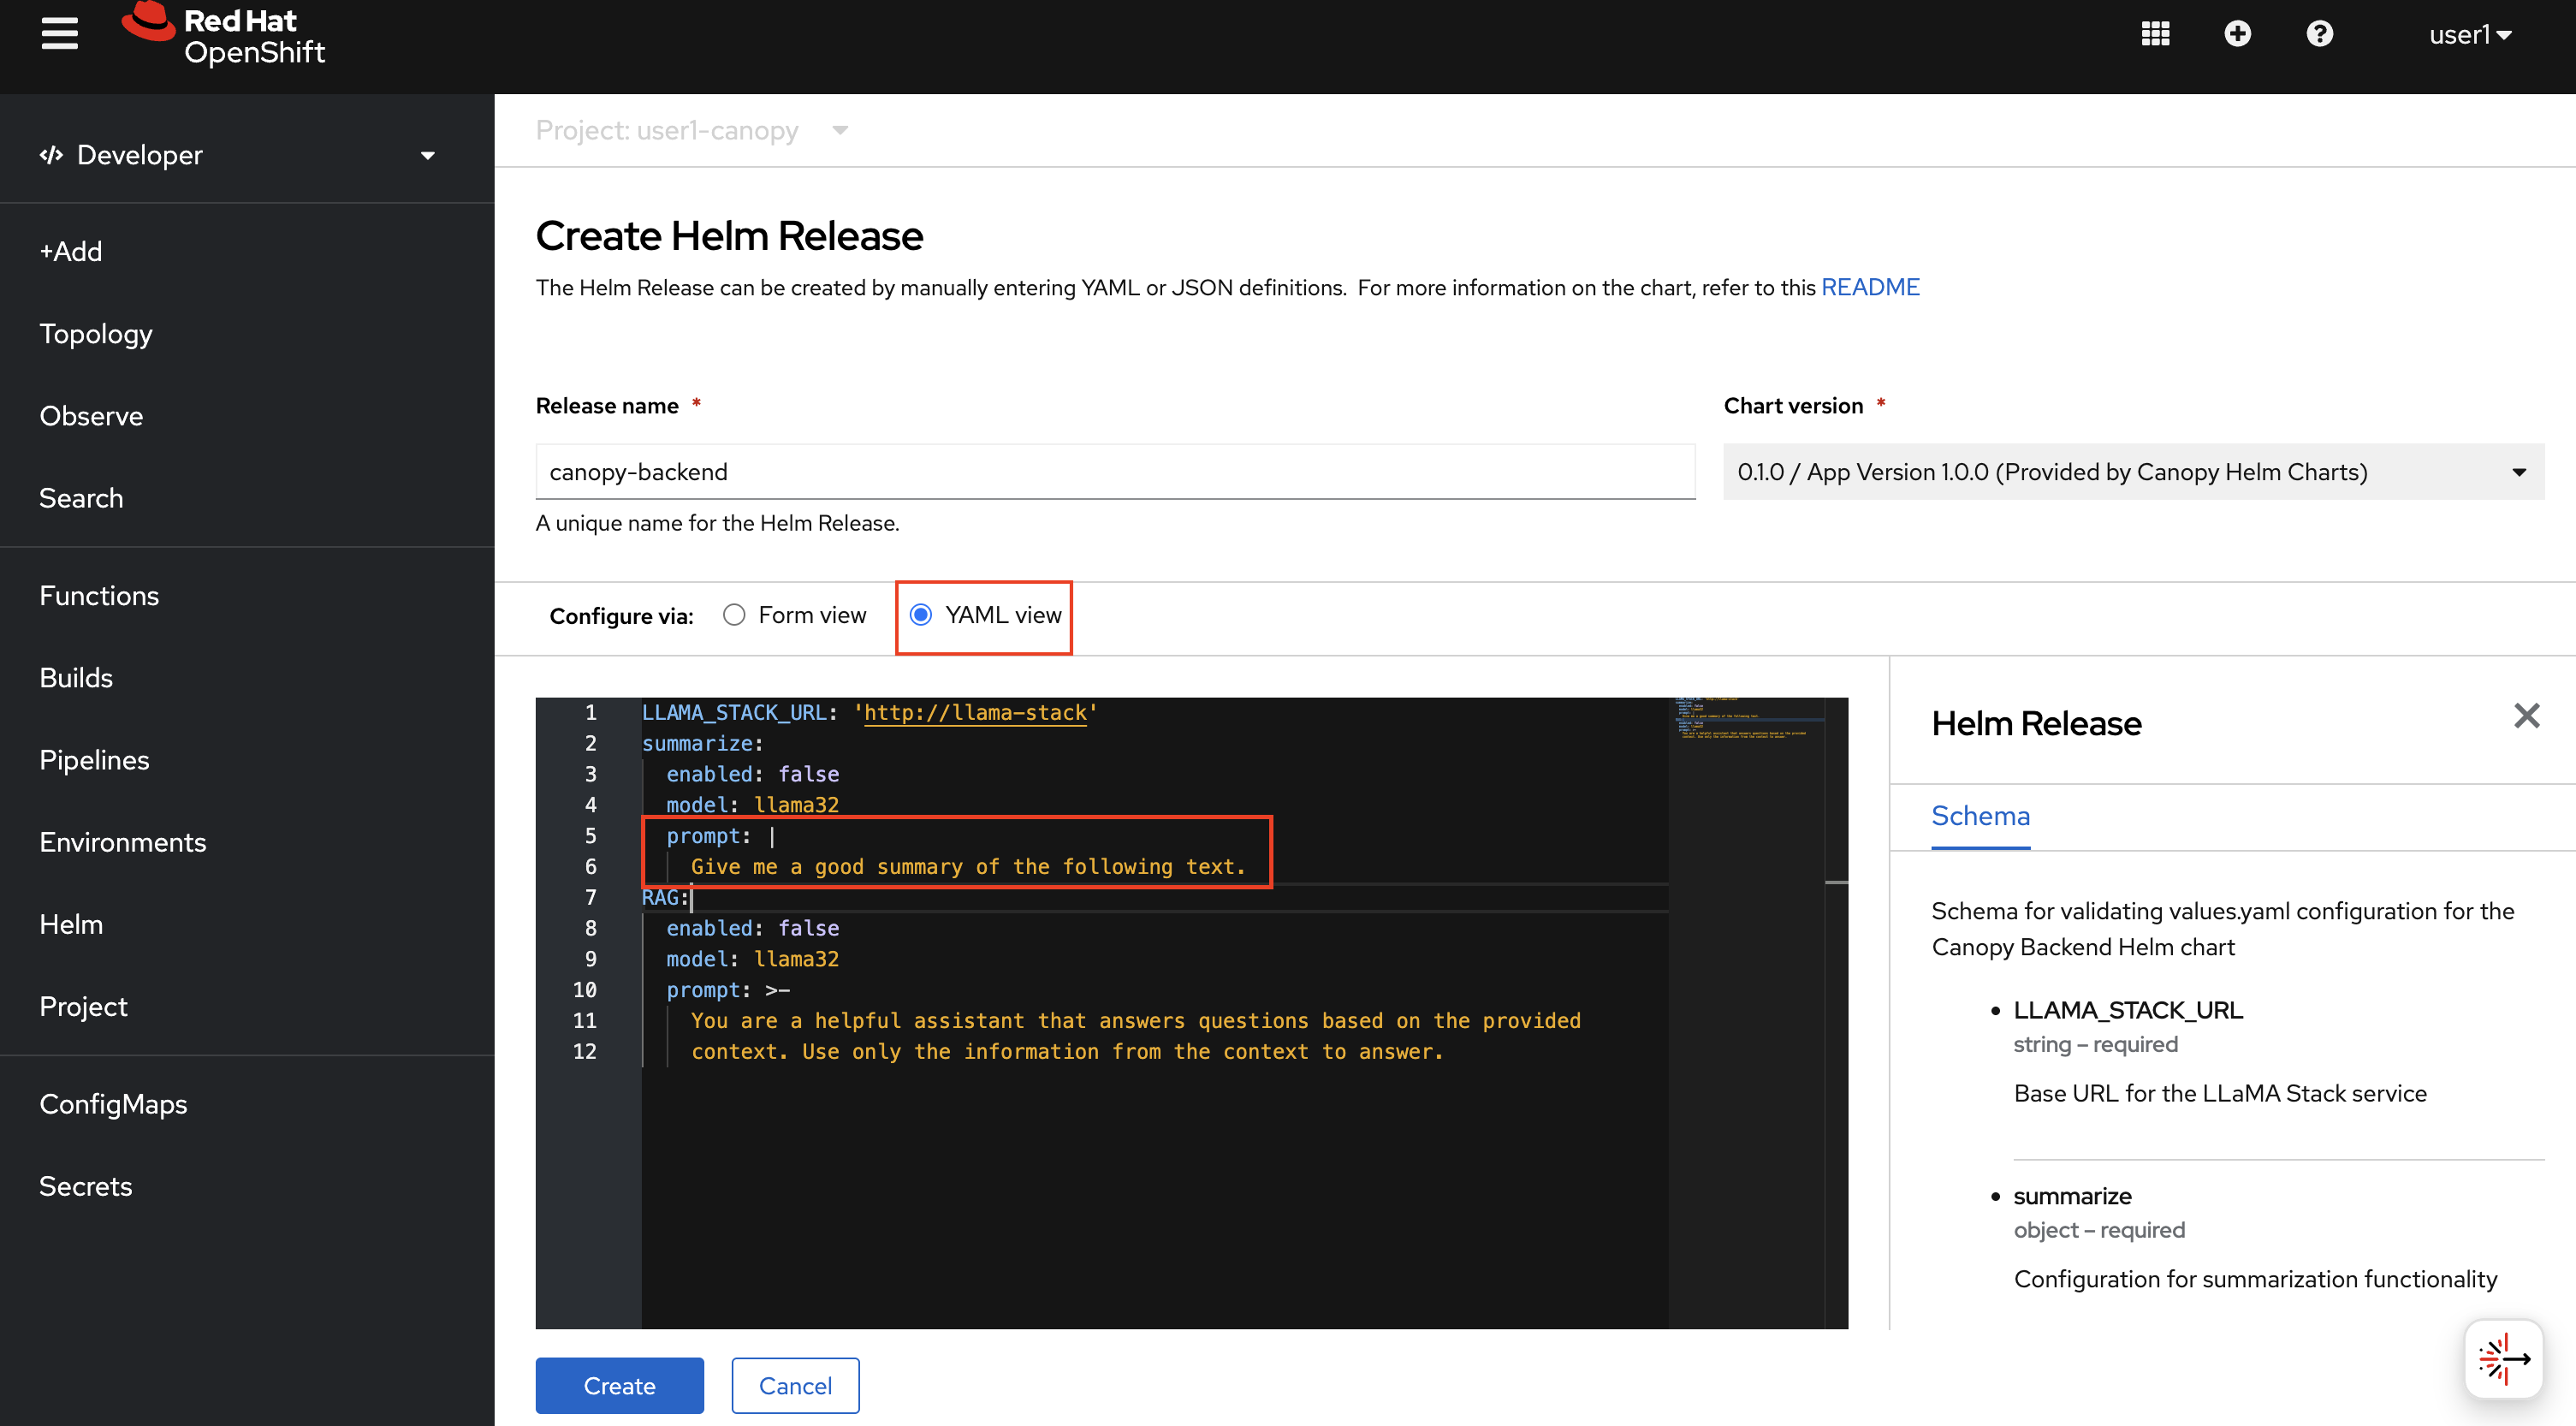 Red Hat
OpenShift
user1
Developer
+Add
Topology
Observe
Search
Functions
Builds
Pipelines
Environments
Helm
Project
ConfigMaps
Secrets
Project: user1-canopy
Create Helm Release
The Helm Release can be created by manually entering YAML or JSON definitions. For more information on the chart, refer to this README
Release name *
canopy-backend
A unique name for the Helm Release.
Chart version *
0.1.0 / App Version 1.0.0 (Provided by Canopy Helm Charts)
Configure via: Form view YAML view
1 LLAMA_STACK_URL: 'http://llama-stack'
2 summarize:
3 enabled: false
4 model: llama32
5 prompt: |
6 Give me a good summary of the following text.
7 RAG:
8 enabled: false
9 model: llama32
10 prompt: >-
11 You are a helpful assistant that answers questions based on the provided
12 context. Use only the information from the context to answer.
Create Cancel
Helm Release
Schema
Schema for validating values.yaml configuration for the
Canopy Backend Helm chart
• LLAMA_STACK_URL
string – required
Base URL for the LLaMA Stack service
• summarize
object – required
Configuration for summarization functionality